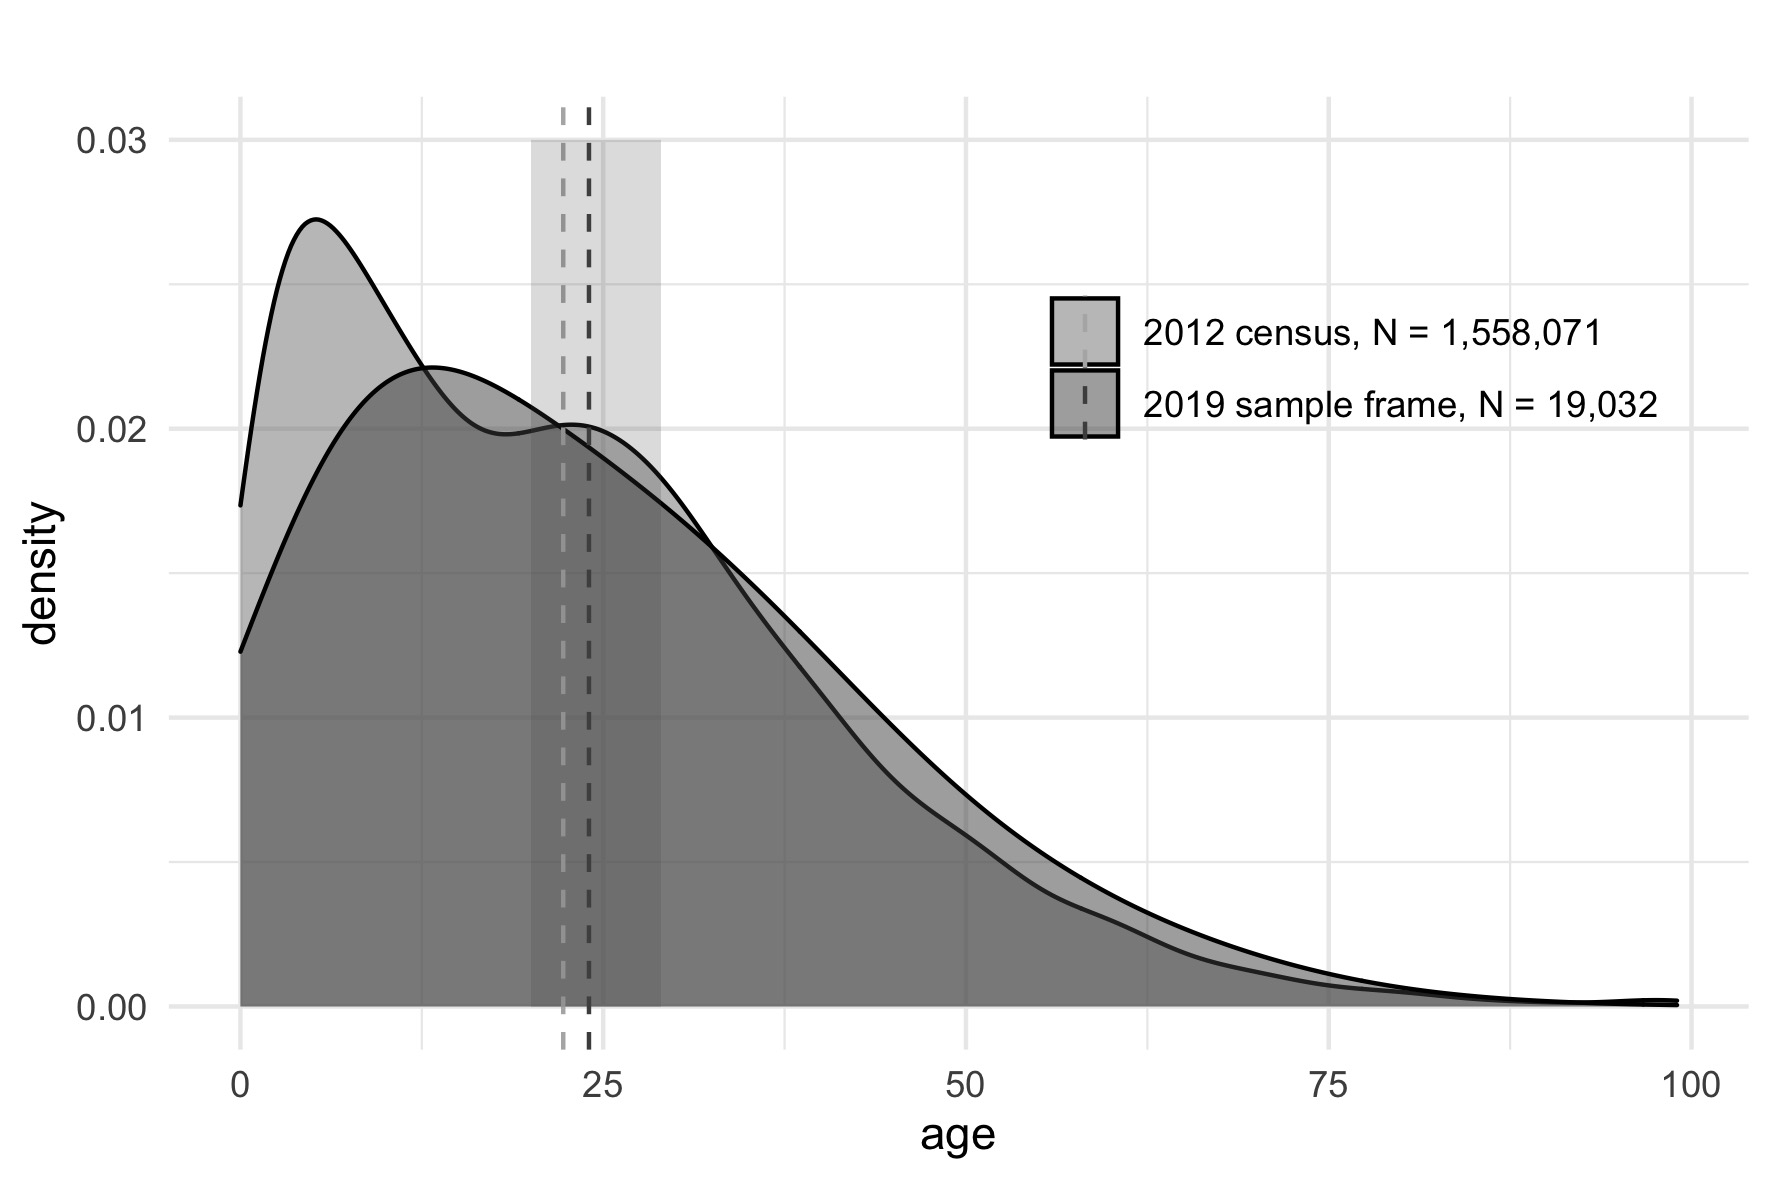 0.03
0.02
0.01
0.00
density
0
25
50
75
100
age
2012 census, N = 1,558,071
2019 sample frame, N = 19,032